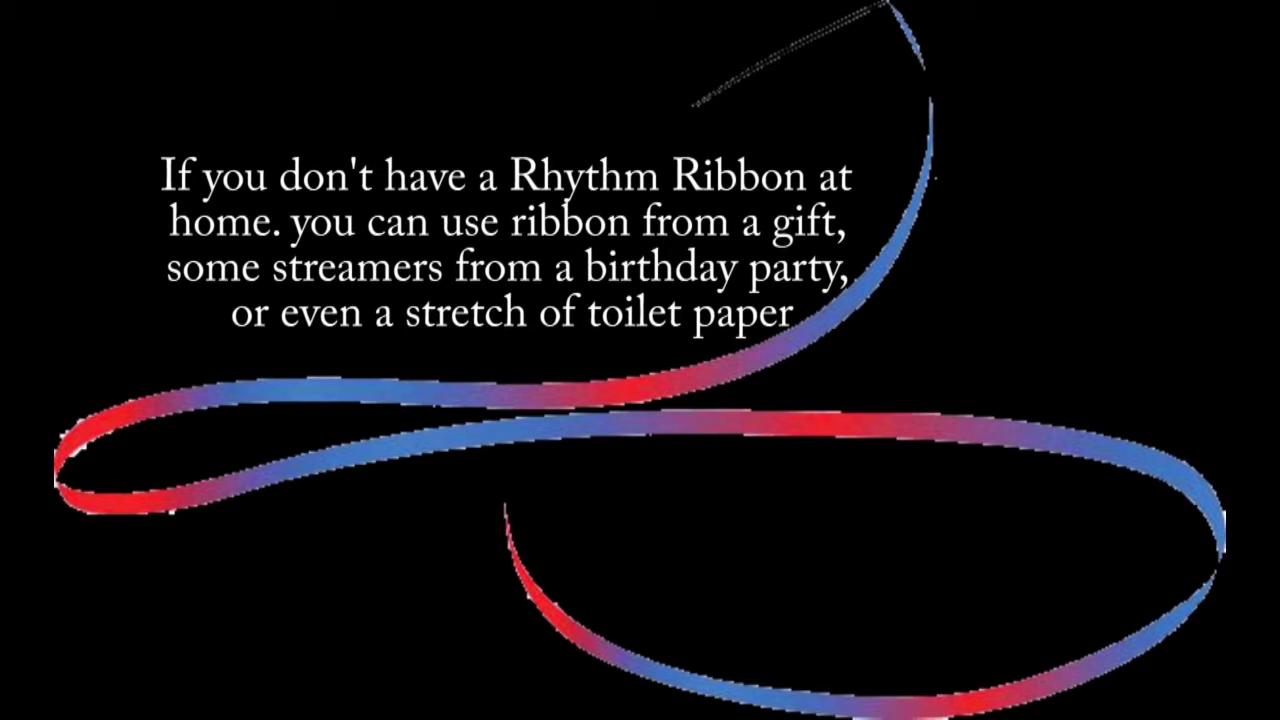 If you don't have a Rhythm Ribbon at
home. you can use ribbon from a gift,
some streamers from a birthday party,
or even a stretch of toilet paper